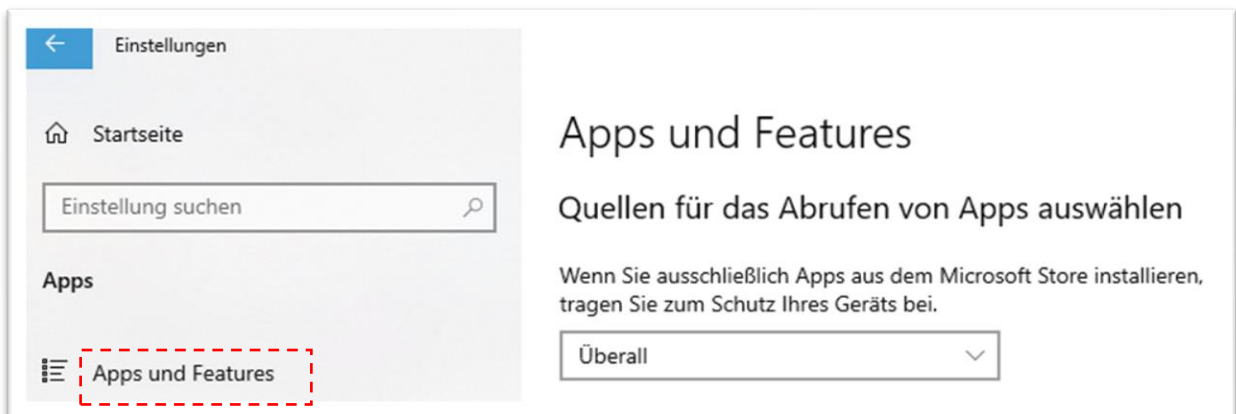 Einstellungen
Startseite
Einstellung suchen
Apps
Apps und Features
Apps und Features
Quellen für das Abrufen von Apps auswählen
Wenn Sie ausschließlich Apps aus dem Microsoft Store installieren,
tragen Sie zum Schutz Ihres Geräts bei.
Überall